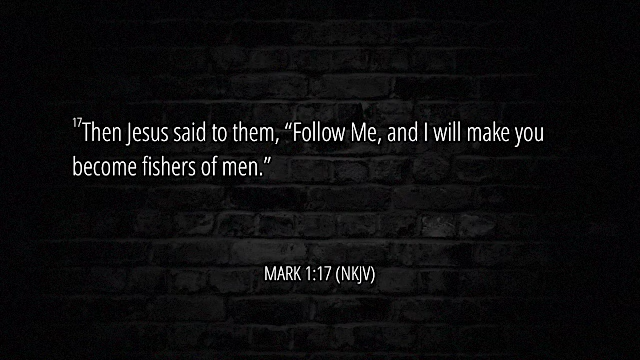 17Then Jesus said to them, “Follow Me, and I will make you
become fishers of men.”
MARK 1:17 (NKJV)